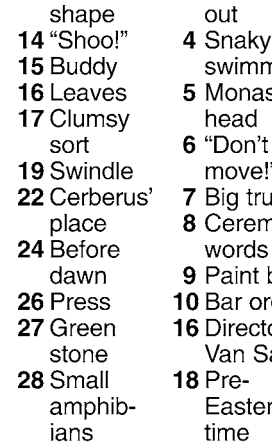 shape
14 "Shoo!"
15 Buddy
16 Leaves
17 Clumsy
sort
19 Swindle
22 Cerberus'
place
24 Before
dawn
26 Press
27 Green
stone
28 Small
amphib-
ians
out
4 Snaky
swimm
5 Monas
head
6 "Don't
move!"
7 Big tru
8 Cerem
words
9 Paint b
10 Bar ord
16 Directo
Van Sa
18 Pre-
Easter
time